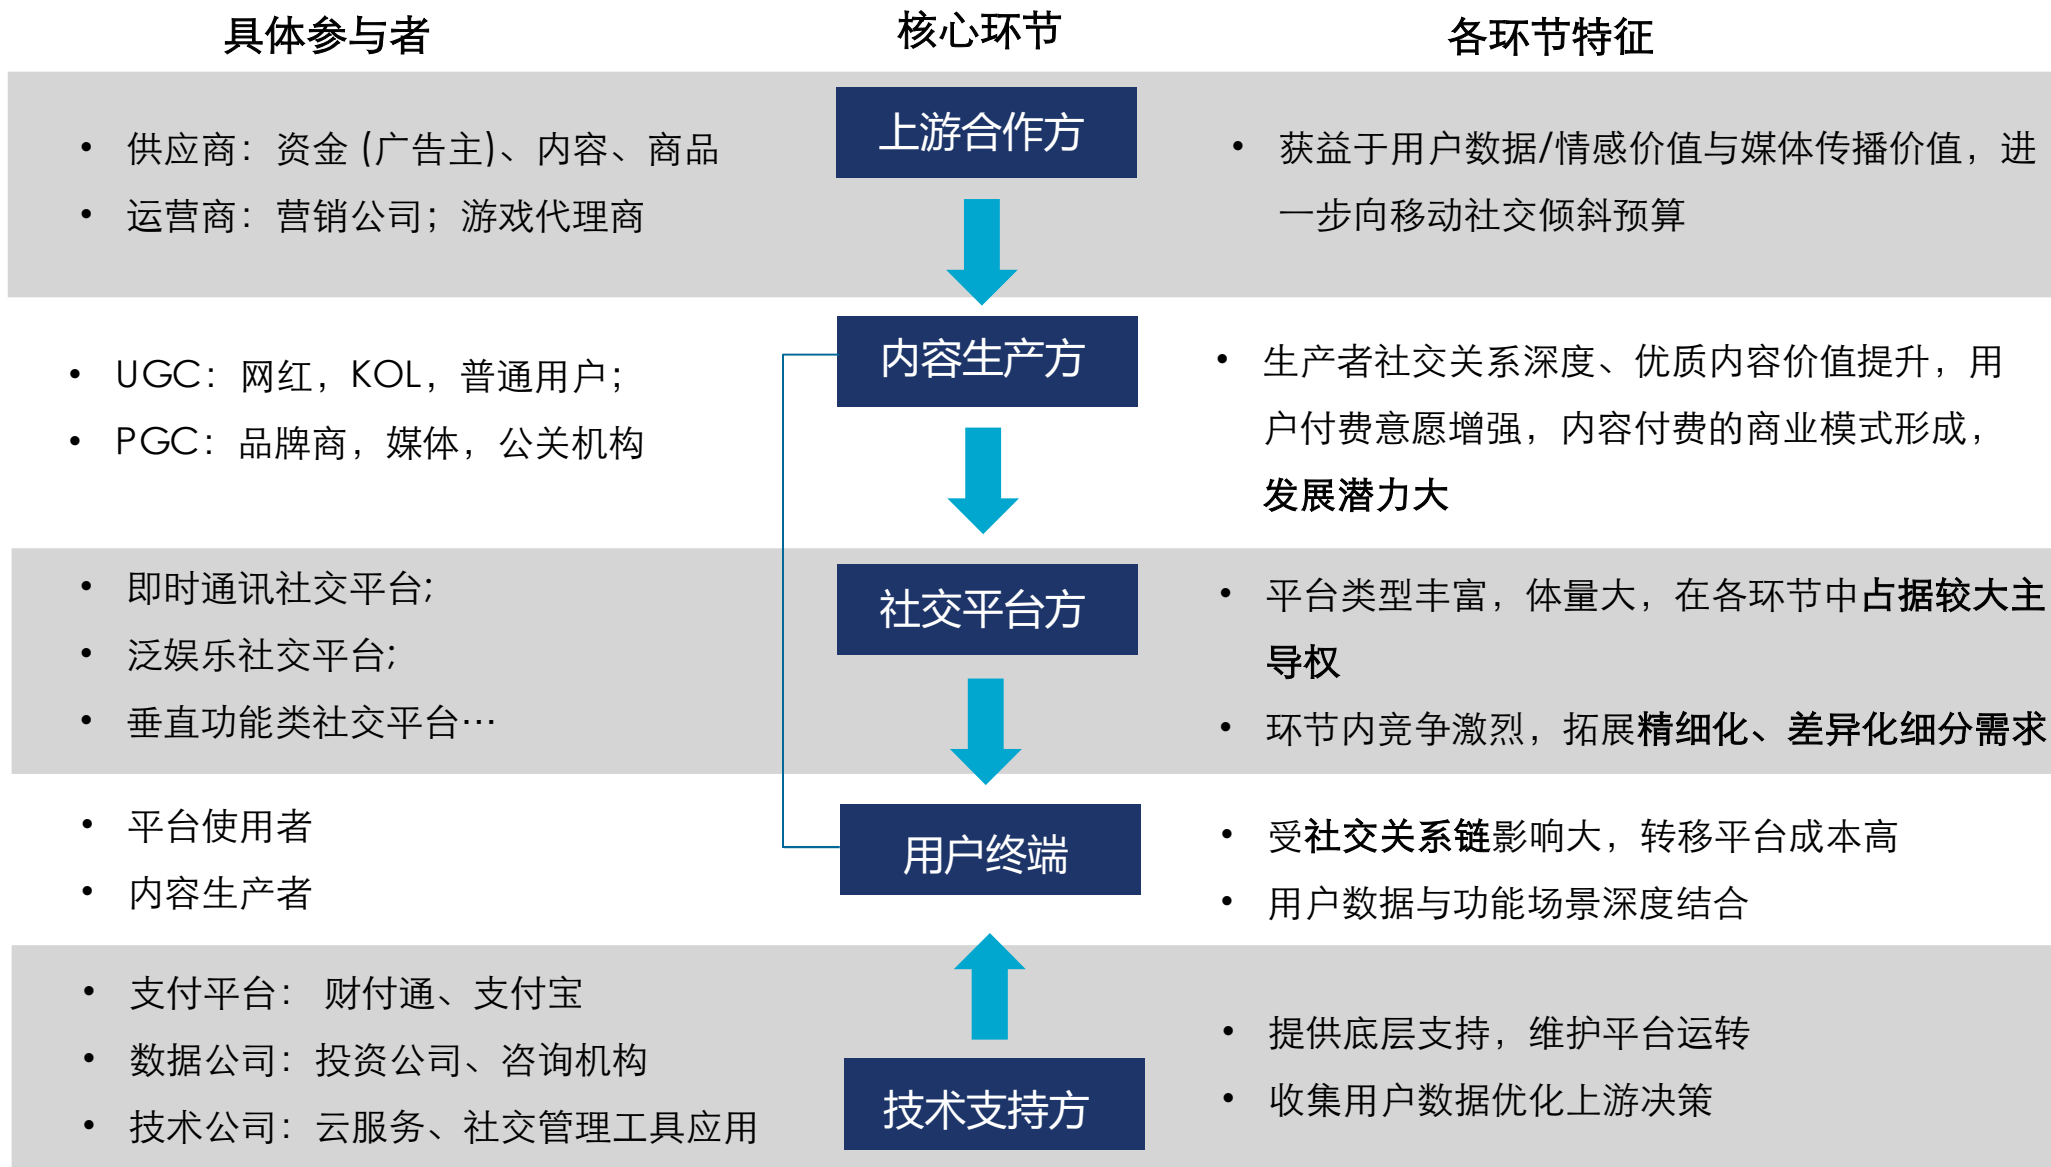 具体参与者
核心环节
各环节特征
• 供应商：资金 (广告主)、内容、商品
• 运营商：营销公司；游戏代理商
上游合作方
• 获益于用户数据/情感价值与媒体传播价值，进
一步向移动社交倾斜预算
• UGC：网红，KOL，普通用户；
• PGC：品牌商，媒体，公关机构
内容生产方
• 生产者社交关系深度、优质内容价值提升，用
户付费意愿增强，内容付费的商业模式形成，
发展潜力大
• 即时通讯社交平台;
• 泛娱乐社交平台;
• 垂直功能类社交平台…
社交平台方
• 平台类型丰富，体量大，在各环节中占据较大主
导权
• 环节内竞争激烈，拓展精细化、差异化细分需求
• 平台使用者
• 内容生产者
用户终端
• 受社交关系链影响大，转移平台成本高
• 用户数据与功能场景深度结合
• 支付平台： 财付通、支付宝
• 数据公司：投资公司、咨询机构
• 技术公司：云服务、社交管理工具应用
技术支持方
• 提供底层支持，维护平台运转
• 收集用户数据优化上游决策